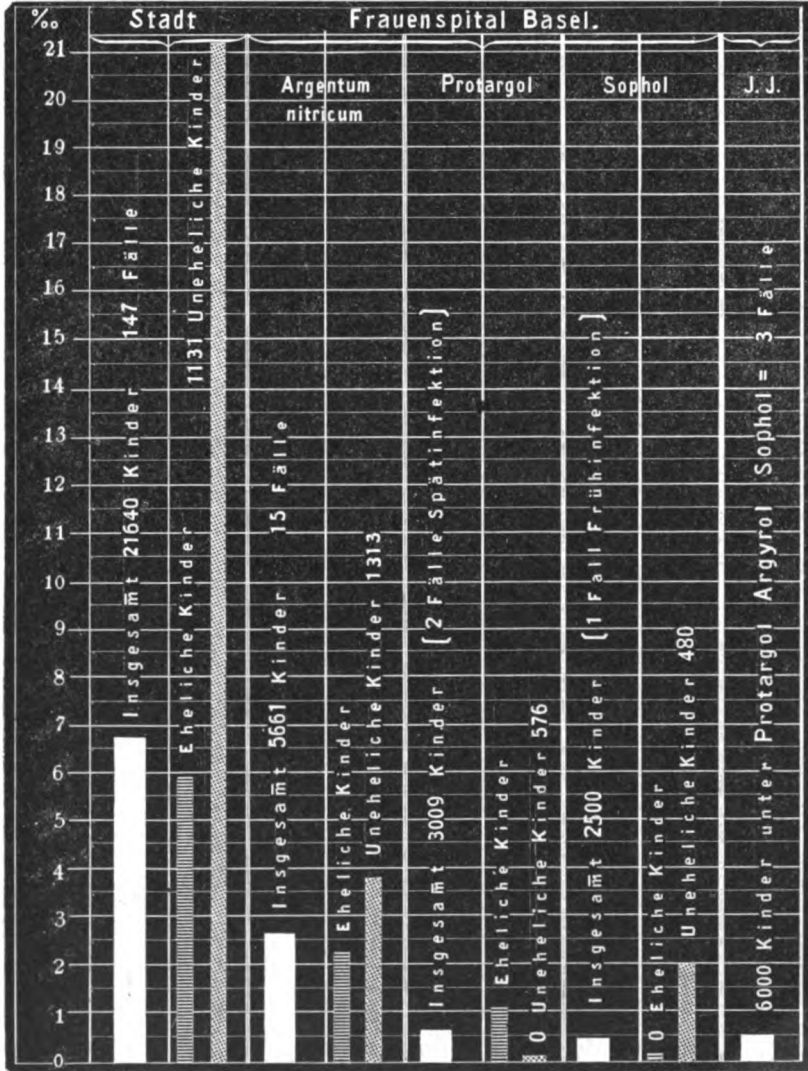 ‰
Stadt
Frauenspital Basel.
Argentum
nitricum
Protargol
Sophol
J. J.
21
20
19
18
17
16
15
14
13
12
11
10
9
8
7
6
5
4
3
2
1
0
Insgesamt 21640 Kinder 147 Fälle
Eheliche Kinder
1131 Uneheliche Kinder
Insgesamt 5661 Kinder 15 Fälle
Eheliche Kinder
Uneheliche Kinder 1313
Insgesamt 3009 Kinder (2 Fälle Spätinfektion)
Eheliche Kinder
0 Uneheliche Kinder 576
Insgesamt 2500 Kinder (1 Fall Frühinfektion)
0 Eheliche Kinder
Uneheliche Kinder 480
6000 Kinder unter Protargol Argyrol Sophol = 3 Fälle